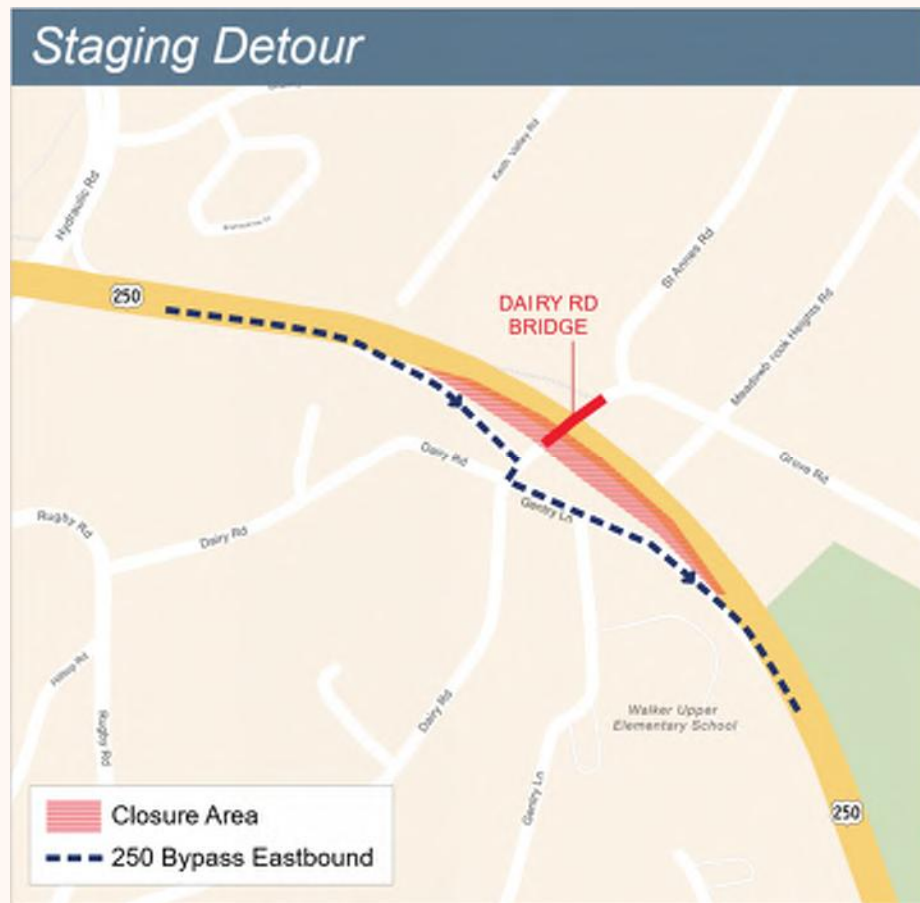 Staging Detour
Hydraulic Rd
Keith Valley Rd
250
St Annes Rd
DAIRY RD
BRIDGE
Meadowbrook Heights Rd
Dairy Rd
Grove Rd
Gentry Ln
Rugby Rd
Dairy Rd
Hilltop Rd
Rugby Rd
Dairy Rd
Walker Upper
Elementary School
Gentry Ln
250
Closure Area
250 Bypass Eastbound